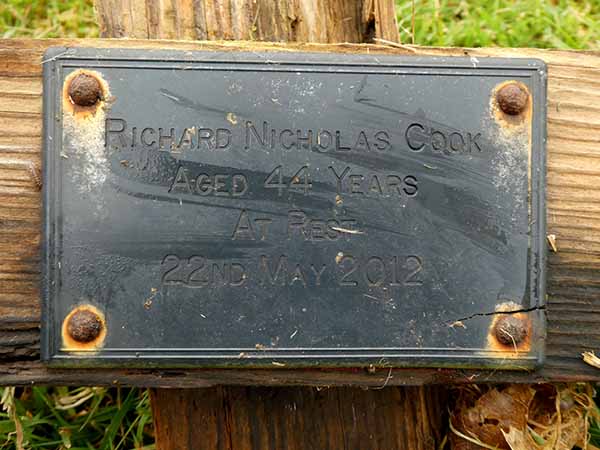 Richard Nicholas Cook
Aged 44 Years
At Rest
22nd May 2012